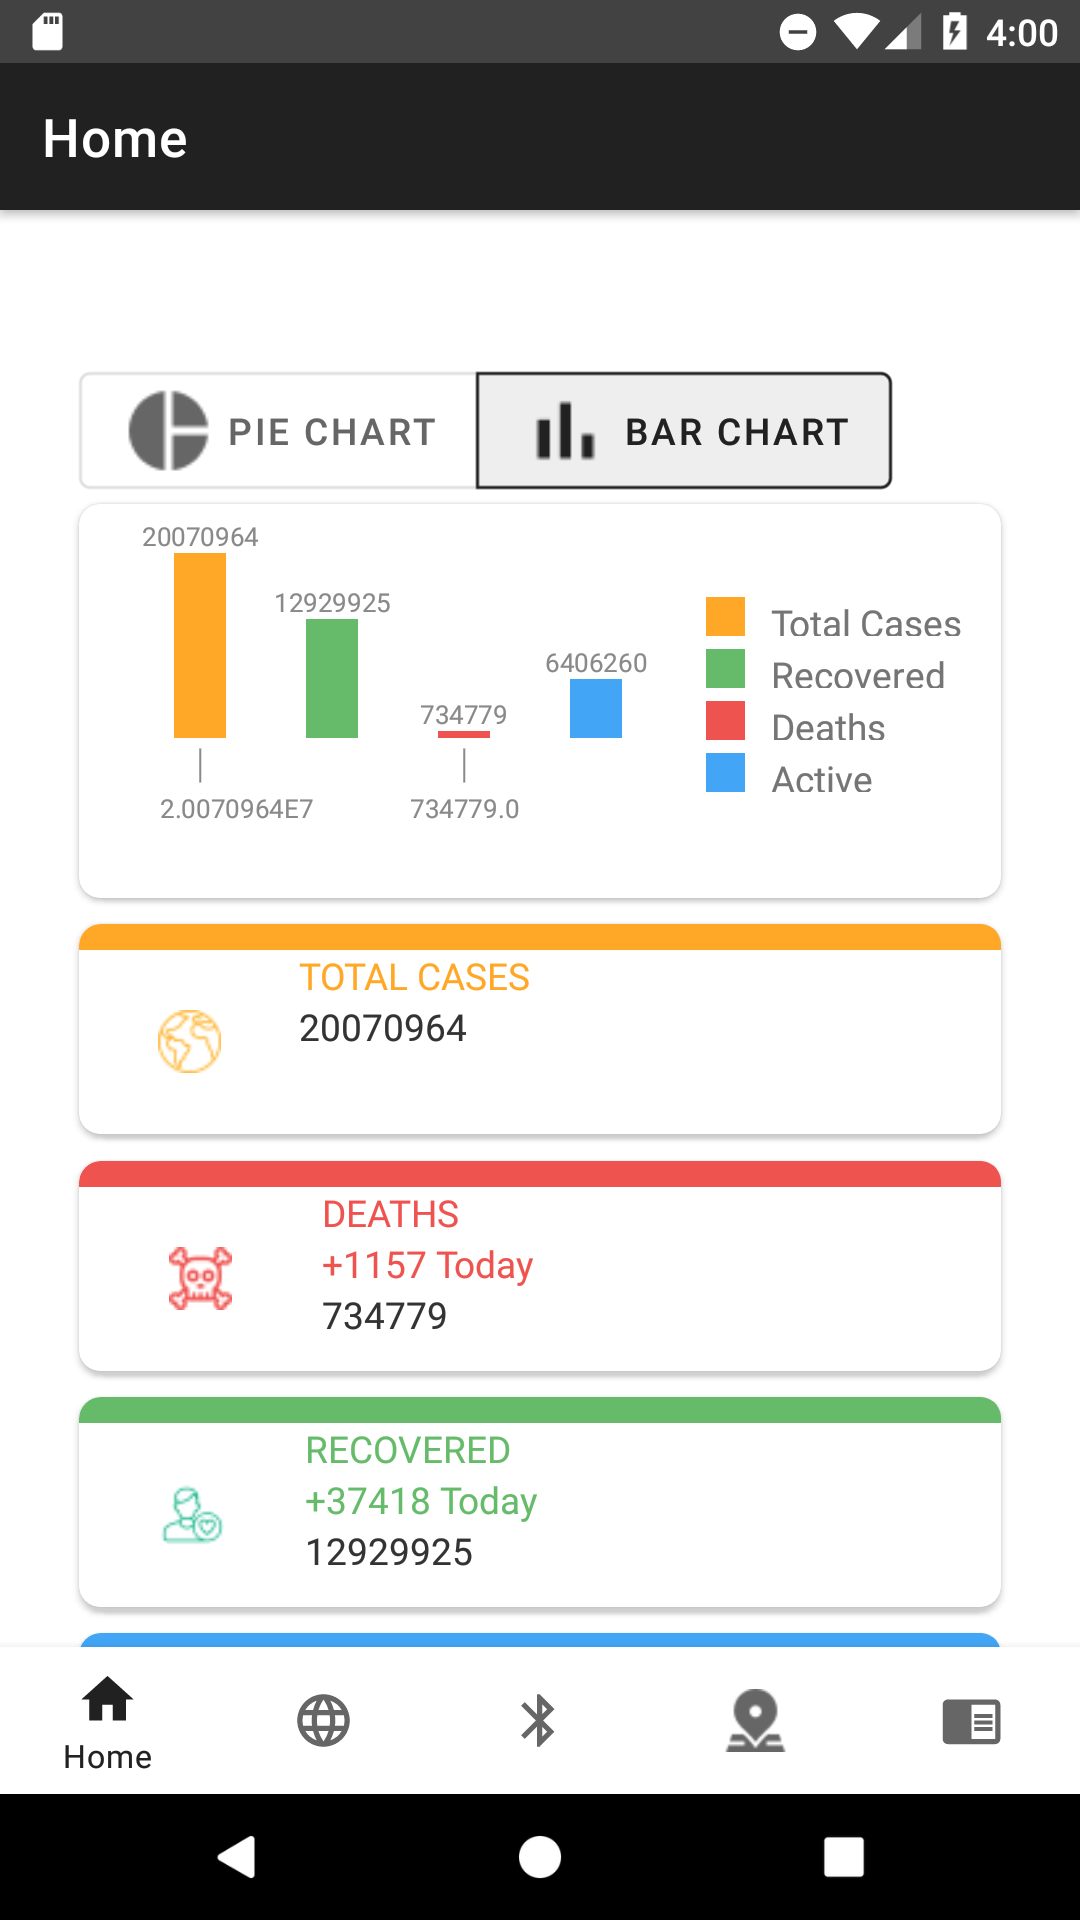 4:00
Home
PIE CHART
BAR CHART
20070964
12929925
6406260
734779
2.0070964E7
734779.0
Total Cases
Recovered
Deaths
Active
TOTAL CASES
20070964
DEATHS
+1157 Today
734779
RECOVERED
+37418 Today
12929925
Home